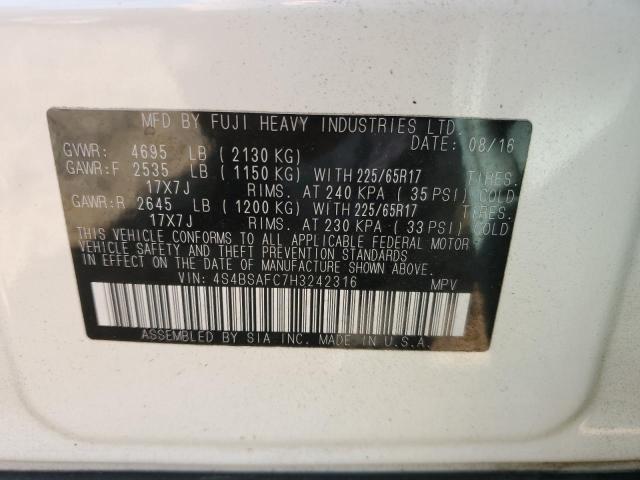 MFD BY FUJI HEAVY INDUSTRIES LTD.
DATE: 08/16
GVWR: 4695 LB ( 2130 KG)
GAWR:F 2535 LB ( 1150 KG) WITH 225/65R17 TIRES.
17X7J RIMS. AT 240 KPA ( 35 PSI) COLD
GAWR:R 2645 LB ( 1200 KG) WITH 225/65R17 TIRES.
17X7J RIMS. AT 230 KPA ( 33 PSI) COLD
THIS VEHICLE CONFORMS TO ALL APPLICABLE FEDERAL MOTOR
VEHICLE SAFETY AND THEFT PREVENTION STANDARDS
IN EFFECT ON THE DATE OF MANUFACTURE SHOWN ABOVE.
VIN: 4S4BSAFC7H3242316 MPV
ASSEMBLED BY SIA INC. MADE IN U.S.A.